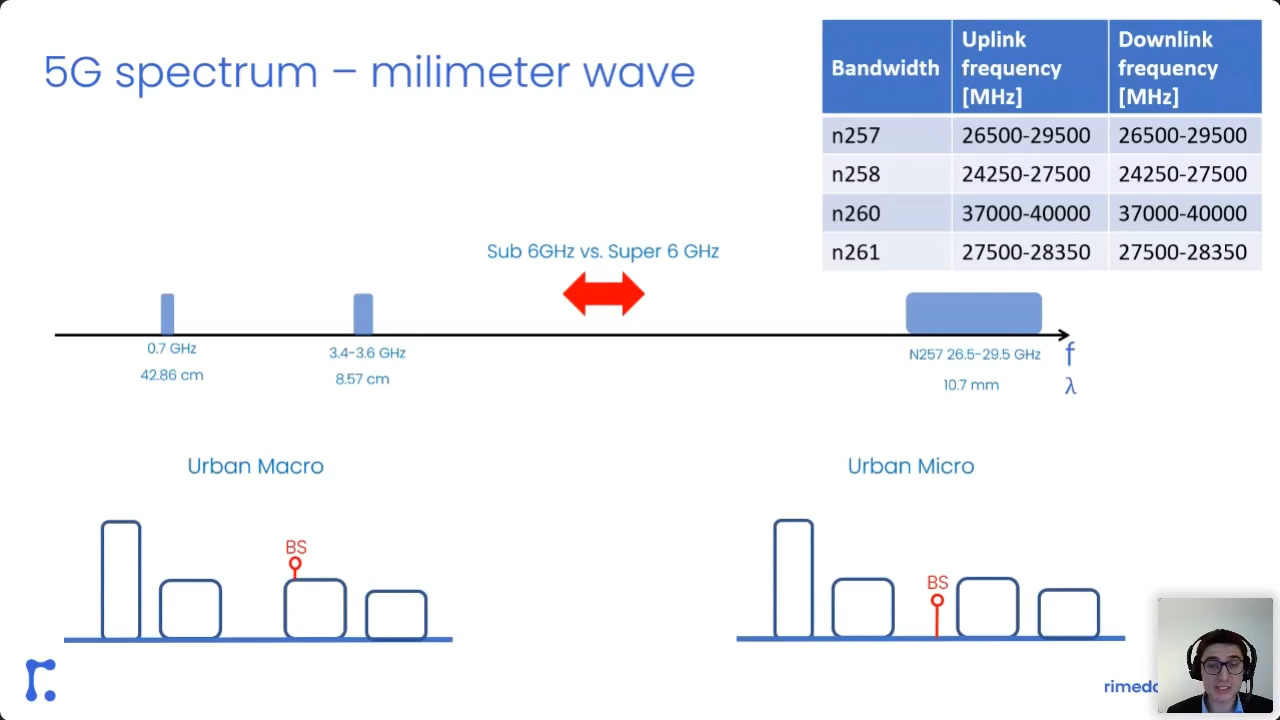 5G spectrum – milimeter wave
Bandwidth Uplink frequency [MHz] Downlink frequency [MHz]
n257 26500-29500 26500-29500
n258 24250-27500 24250-27500
n260 37000-40000 37000-40000
n261 27500-28350 27500-28350
Sub 6GHz vs. Super 6 GHz
0.7 GHz 3.4-3.6 GHz N257 26.5-29.5 GHz f
42.86 cm 8.57 cm 10.7 mm λ
Urban Macro Urban Micro
BS
BS
rimedo